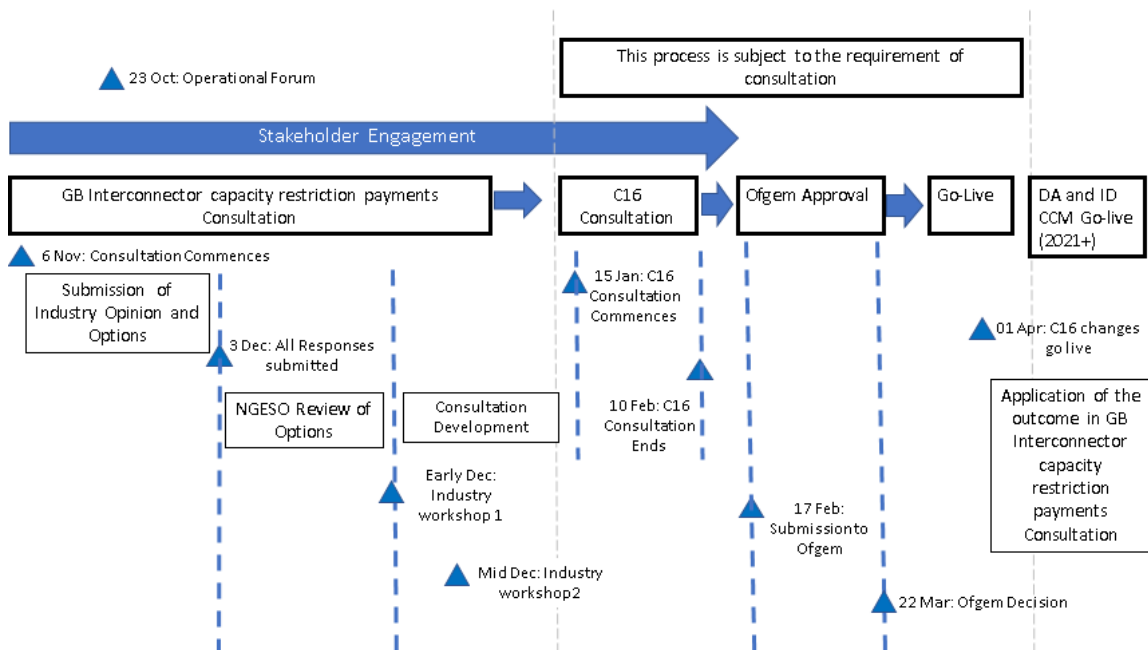 This process is subject to the requirement of
consultation
23 Oct: Operational Forum
Stakeholder Engagement
GB Interconnector capacity restriction payments
Consultation
C16
Consultation
Ofgem Approval
Go-Live
DA and ID
CCM Go-live
(2021+)
6 Nov: Consultation Commences
Submission of
Industry Opinion and
Options
15 Jan: C16
Consultation
Commences
01 Apr: C16 changes
go live
3 Dec: All Responses
submitted
NGESO Review of
Options
Consultation
Development
10 Feb: C16
Consultation
Ends
Application of the
outcome in GB
Interconnector
capacity
restriction
payments
Consultation
Early Dec:
Industry
workshop 1
17 Feb:
Submission to
Ofgem
Mid Dec: Industry
workshop2
22 Mar: Ofgem Decision